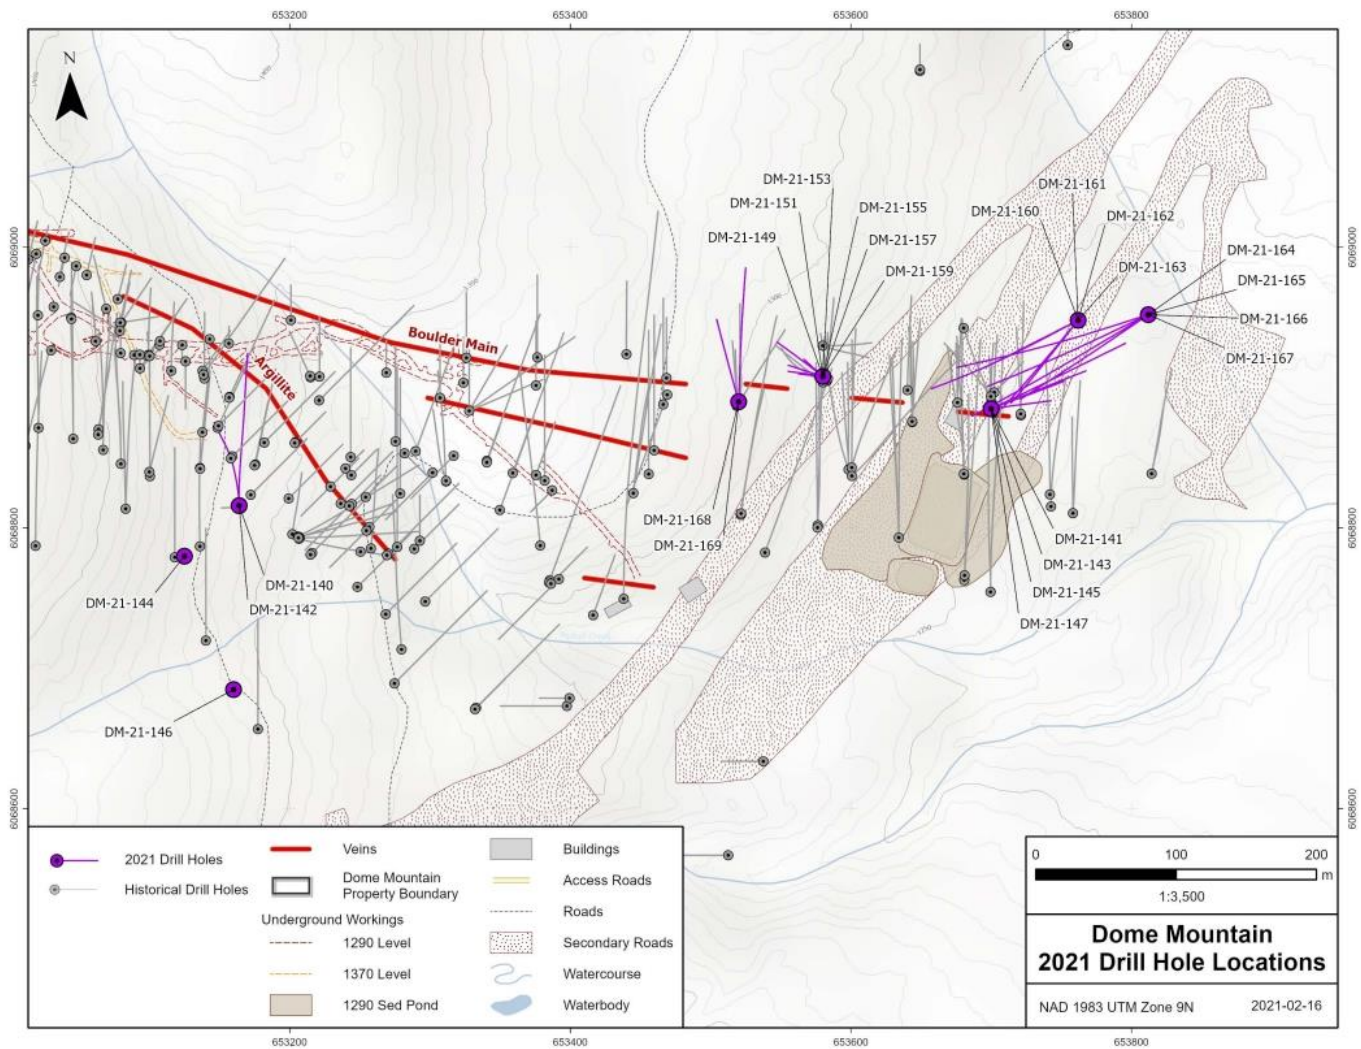 653200
653400
653600
653800
N
6069000
6068800
6068600
6069000
6068800
6068600
DM-21-153
DM-21-151
DM-21-149
DM-21-155
DM-21-157
DM-21-159
DM-21-161
DM-21-160
DM-21-162
DM-21-163
DM-21-164
DM-21-165
DM-21-166
DM-21-167
Boulder Main
Argillite
DM-21-168
DM-21-169
DM-21-141
DM-21-143
DM-21-145
DM-21-147
DM-21-140
DM-21-142
DM-21-144
DM-21-146
2021 Drill Holes
Historical Drill Holes
Veins
Dome Mountain
Property Boundary
Underground Workings
1290 Level
1370 Level
1290 Sed Pond
Buildings
Access Roads
Roads
Secondary Roads
Watercourse
Waterbody
0 100 200
m
1:3,500
Dome Mountain
2021 Drill Hole Locations
NAD 1983 UTM Zone 9N 2021-02-16
653200
653400
653600
653800